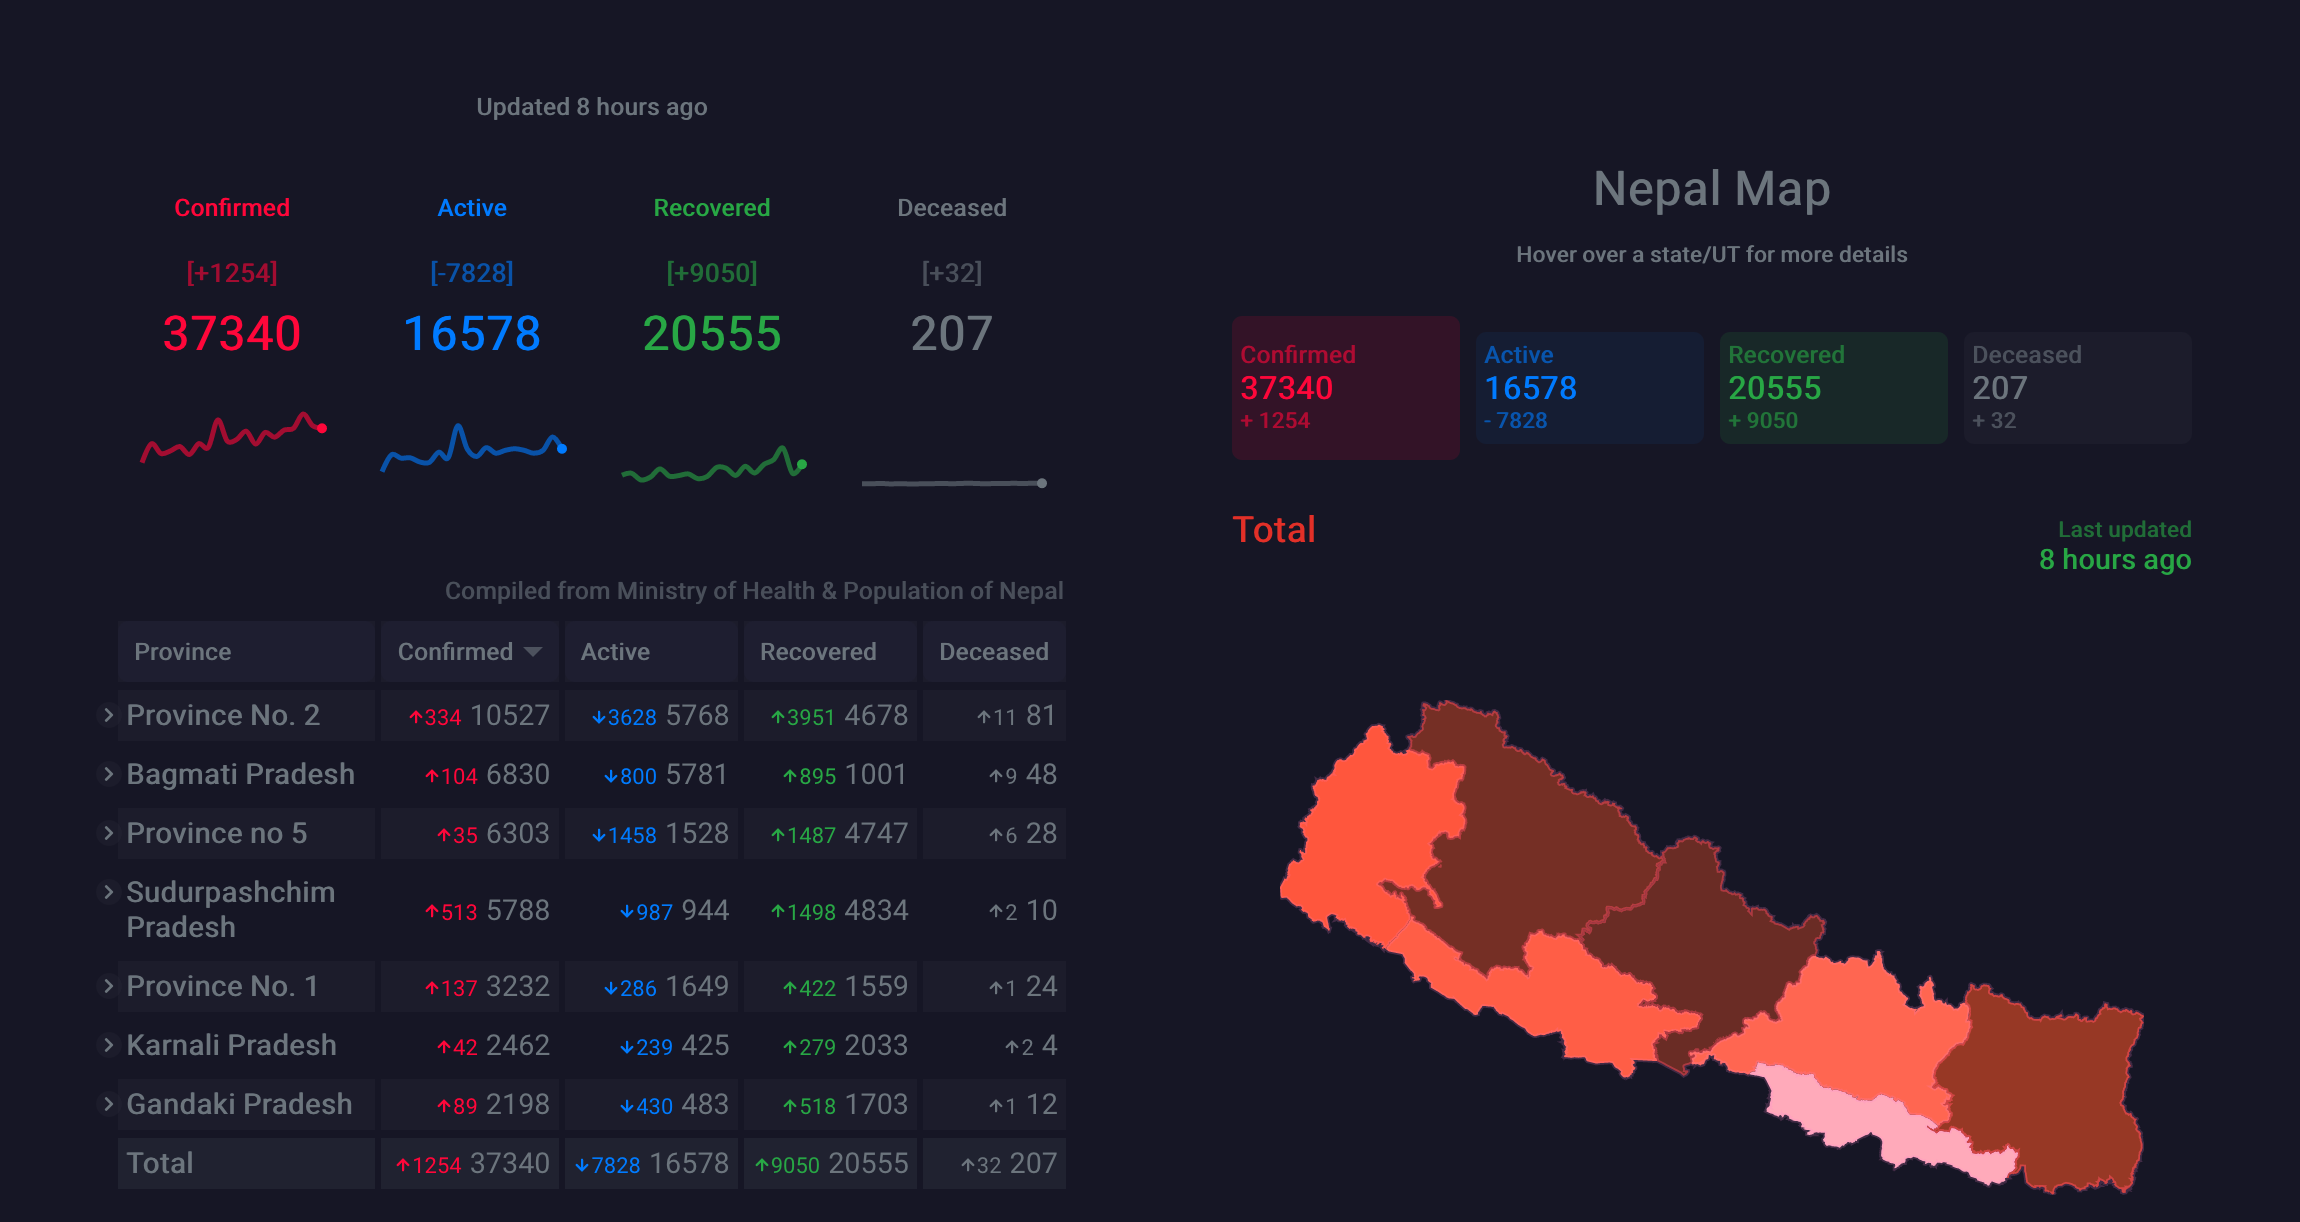 Updated 8 hours ago
Confirmed Active Recovered Deceased
[+1254] [-7828] [+9050] [+32]
37340 16578 20555 207
Compiled from Ministry of Health & Population of Nepal
Province Confirmed Active Recovered Deceased
Province No. 2 ↑334 10527 ↓3628 5768 ↑3951 4678 ↑11 81
Bagmati Pradesh ↑104 6830 ↓800 5781 ↑895 1001 ↑9 48
Province no 5 ↑35 6303 ↓1458 1528 ↑1487 4747 ↑6 28
Sudurpashchim
Pradesh ↑513 5788 ↓987 944 ↑1498 4834 ↑2 10
Province No. 1 ↑137 3232 ↓286 1649 ↑422 1559 ↑1 24
Karnali Pradesh ↑42 2462 ↓239 425 ↑279 2033 ↑2 4
Gandaki Pradesh ↑89 2198 ↓430 483 ↑518 1703 ↑1 12
Total ↑1254 37340 ↓7828 16578 ↑9050 20555 ↑32 207
Nepal Map
Hover over a state/UT for more details
Confirmed Active Recovered Deceased
37340 16578 20555 207
+ 1254 - 7828 + 9050 + 32
Total
Last updated
8 hours ago